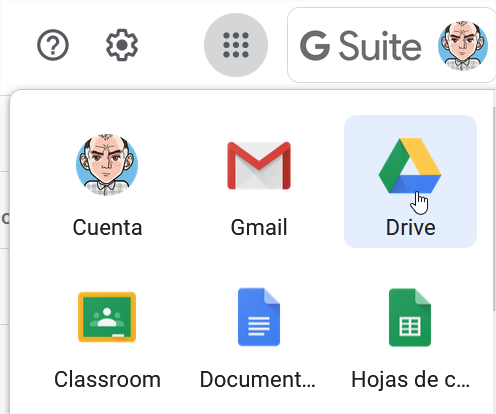 G Suite
Cuenta
Gmail
Drive
Classroom
Document...
Hojas de c...